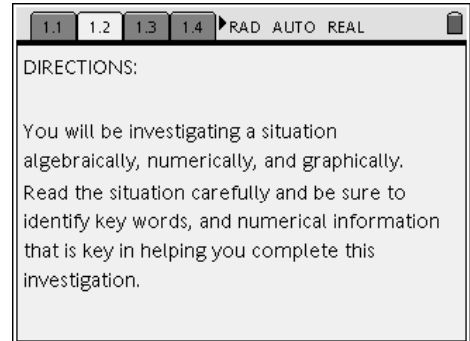 1.1 1.2 1.3 1.4 RAD AUTO REAL
DIRECTIONS:
You will be investigating a situation
algebraically, numerically, and graphically.
Read the situation carefully and be sure to
identify key words, and numerical information
that is key in helping you complete this
investigation.